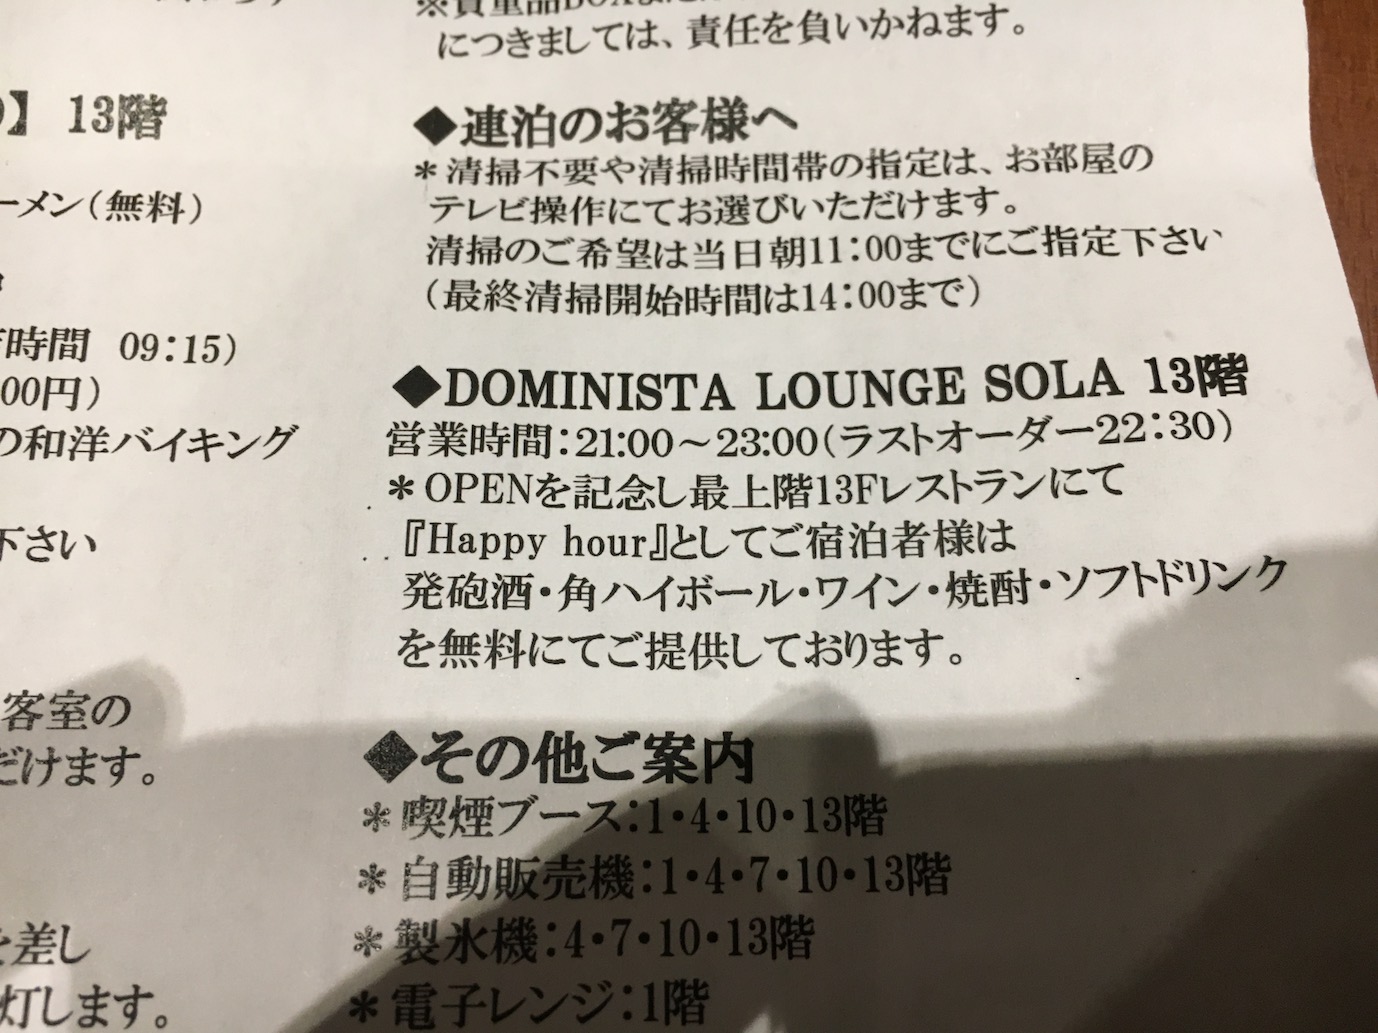 につきましては、責任を負いかねます。
】 13階
ーメン(無料)
時間 09:15)
00円)
の和洋バイキング
下さい
客室の
だけます。
を差し
灯します。
◆連泊のお客様へ
＊清掃不要や清掃時間帯の指定は、お部屋の
テレビ操作にてお選びいただけます。
清掃のご希望は当日朝11:00までにご指定下さい
(最終清掃開始時間は14:00まで)
◆DOMINISTA LOUNGE SOLA 13階
営業時間:21:00～23:00(ラストオーダー22:30)
＊OPENを記念し最上階13Fレストランにて
『Happy hour』としてご宿泊者様は
発砲酒・角ハイボール・ワイン・焼酎・ソフトドリンク
を無料にてご提供しております。
◆その他ご案内
＊喫煙ブース:1・4・10・13階
＊自動販売機:1・4・7・10・13階
＊製氷機:4・7・10・13階
＊電子レンジ:1階